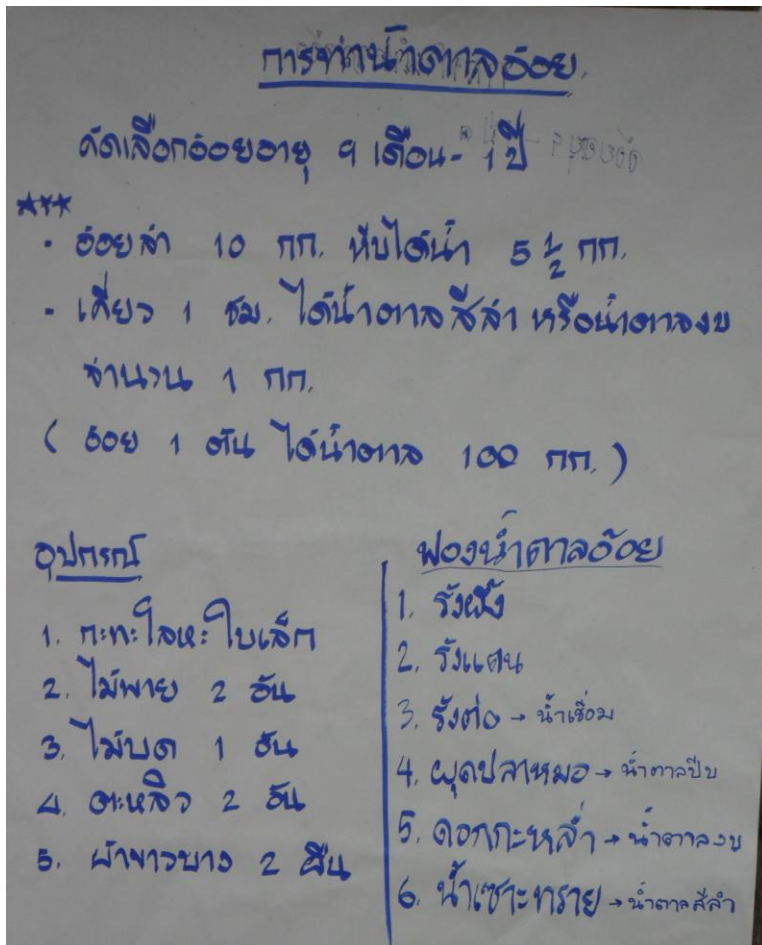 การทำน้ำตาลอ้อย
คัดเลือกอ้อยอายุ 9 เดือน - 1 ปี
***
- อ้อยลำ 10 กก. หีบได้น้ำ 5 ½ กก.
- เคี่ยว 1 ชม. ได้น้ำตาลสีลำ หรือน้ำตาลงบ
จำนวน 1 กก.
( อ้อย 1 ตัน ได้น้ำตาล 100 กก. )
อุปกรณ์
1. กะทะโลหะใบเล็ก
2. ไม้พาย 2 อัน
3. ไม้บด 1 อัน
4. ตะหลิว 2 อัน
5. ผ้าขาวบาง 2 ผืน
ฟองน้ำตาลอ้อย
1. รังผึ้ง
2. รังแตน
3. รังต่อ → น้ำเชื่อม
4. ผุดปลาหมอ → น้ำตาลปีบ
5. ดอกกะหล่ำ → น้ำตาลงบ
6. น้ำเซาะทราย → น้ำตาลสีลำ